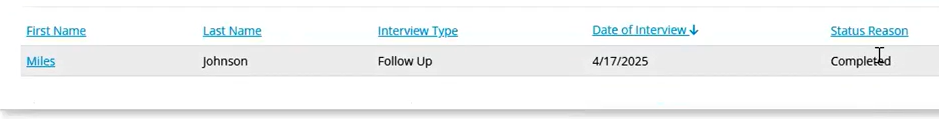 First Name Last Name Interview Type Date of Interview Status Reason
Miles Johnson Follow Up 4/17/2025 Completed